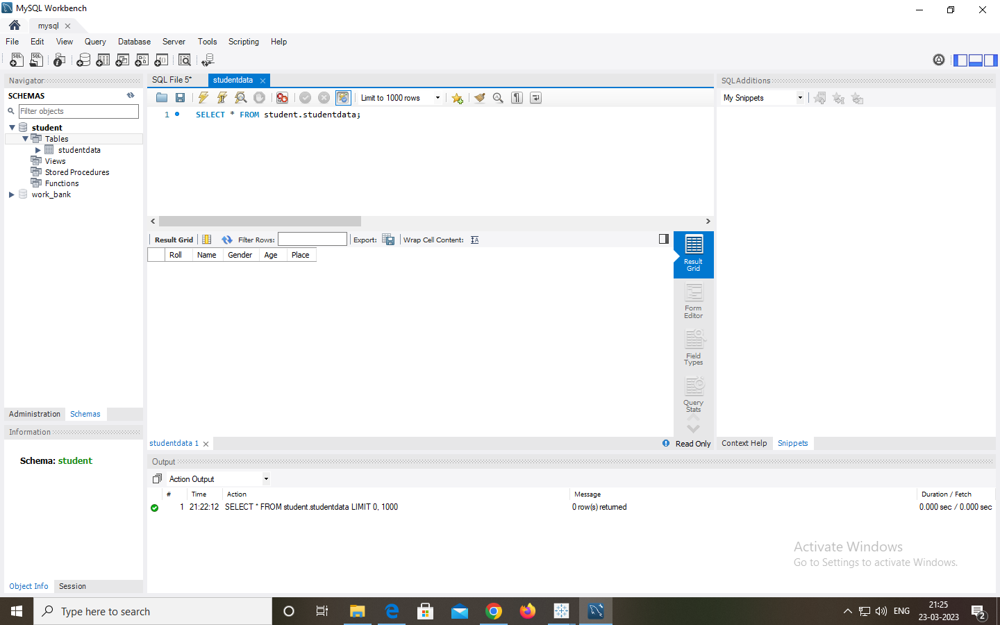 MySQL Workbench
mysql
File Edit View Query Database Server Tools Scripting Help
Navigator
SCHEMAS
Filter objects
student
Tables
studentdata
Views
Stored Procedures
Functions
work_bank
Administration Schemas
Information
Schema: student
Object Info Session
SQL File 5* studentdata
Limit to 1000 rows
1 SELECT * FROM student.studentdata;
Result Grid Filter Rows: Export: Wrap Cell Content:
Roll Name Gender Age Place
Result
Grid
Form
Editor
Field
Types
Query
Stats
studentdata 1
Read Only
SQLAdditions
My Snippets
Context Help Snippets
Output
Action Output
# Time Action Message Duration / Fetch
1 21:22:12 SELECT * FROM student.studentdata LIMIT 0, 1000 0 row(s) returned 0.000 sec / 0.000 sec
Activate Windows
Go to Settings to activate Windows.
Type here to search
ENG
21:25
23-03-2023
2